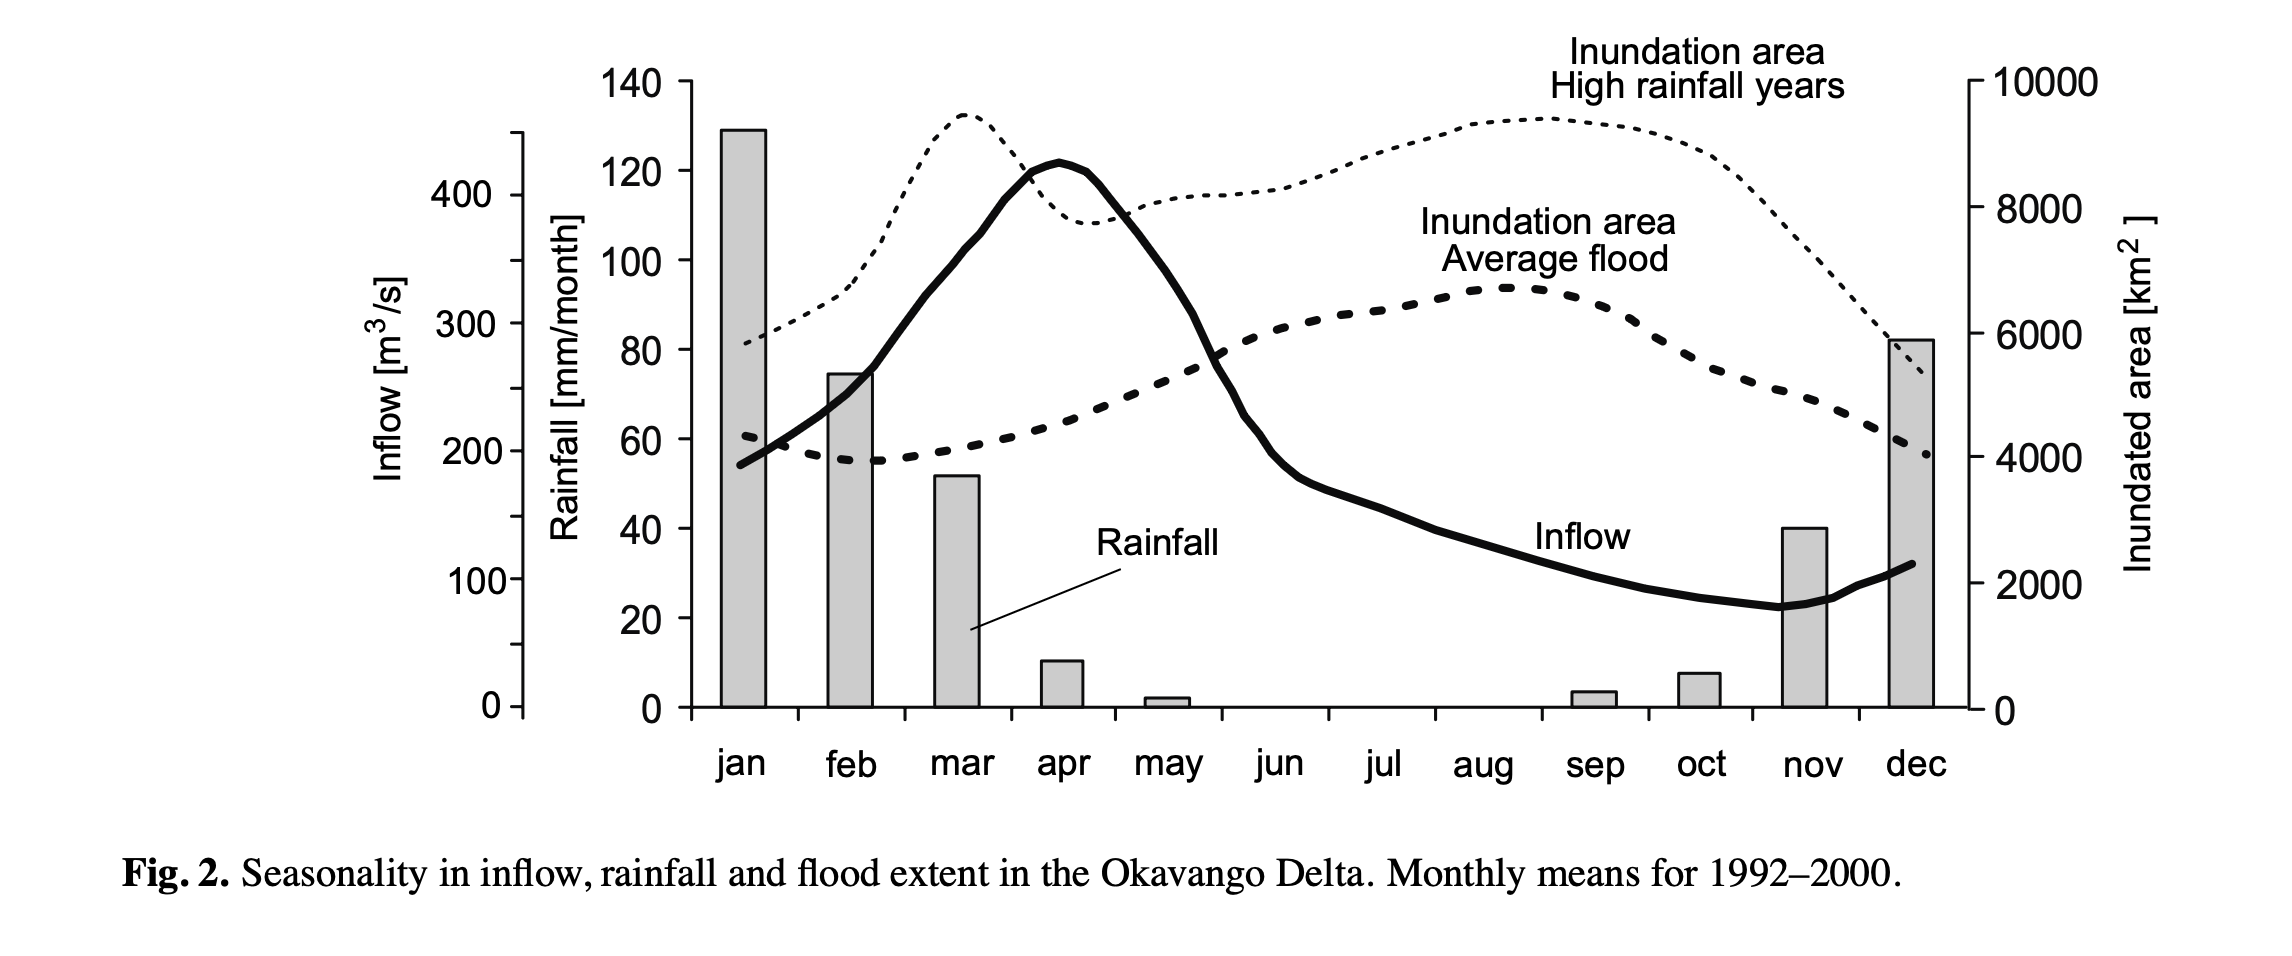 Inundation area
High rainfall years
Inundation area
Average flood
Rainfall
Inflow
Inflow [m³/s]
400
300
200
100
0
Rainfall [mm/month]
140
120
100
80
60
40
20
0
10000
8000
6000
4000
2000
0
Inundated area [km² ]
jan feb mar apr may jun jul aug sep oct nov dec
Fig. 2. Seasonality in inflow, rainfall and flood extent in the Okavango Delta. Monthly means for 1992–2000.